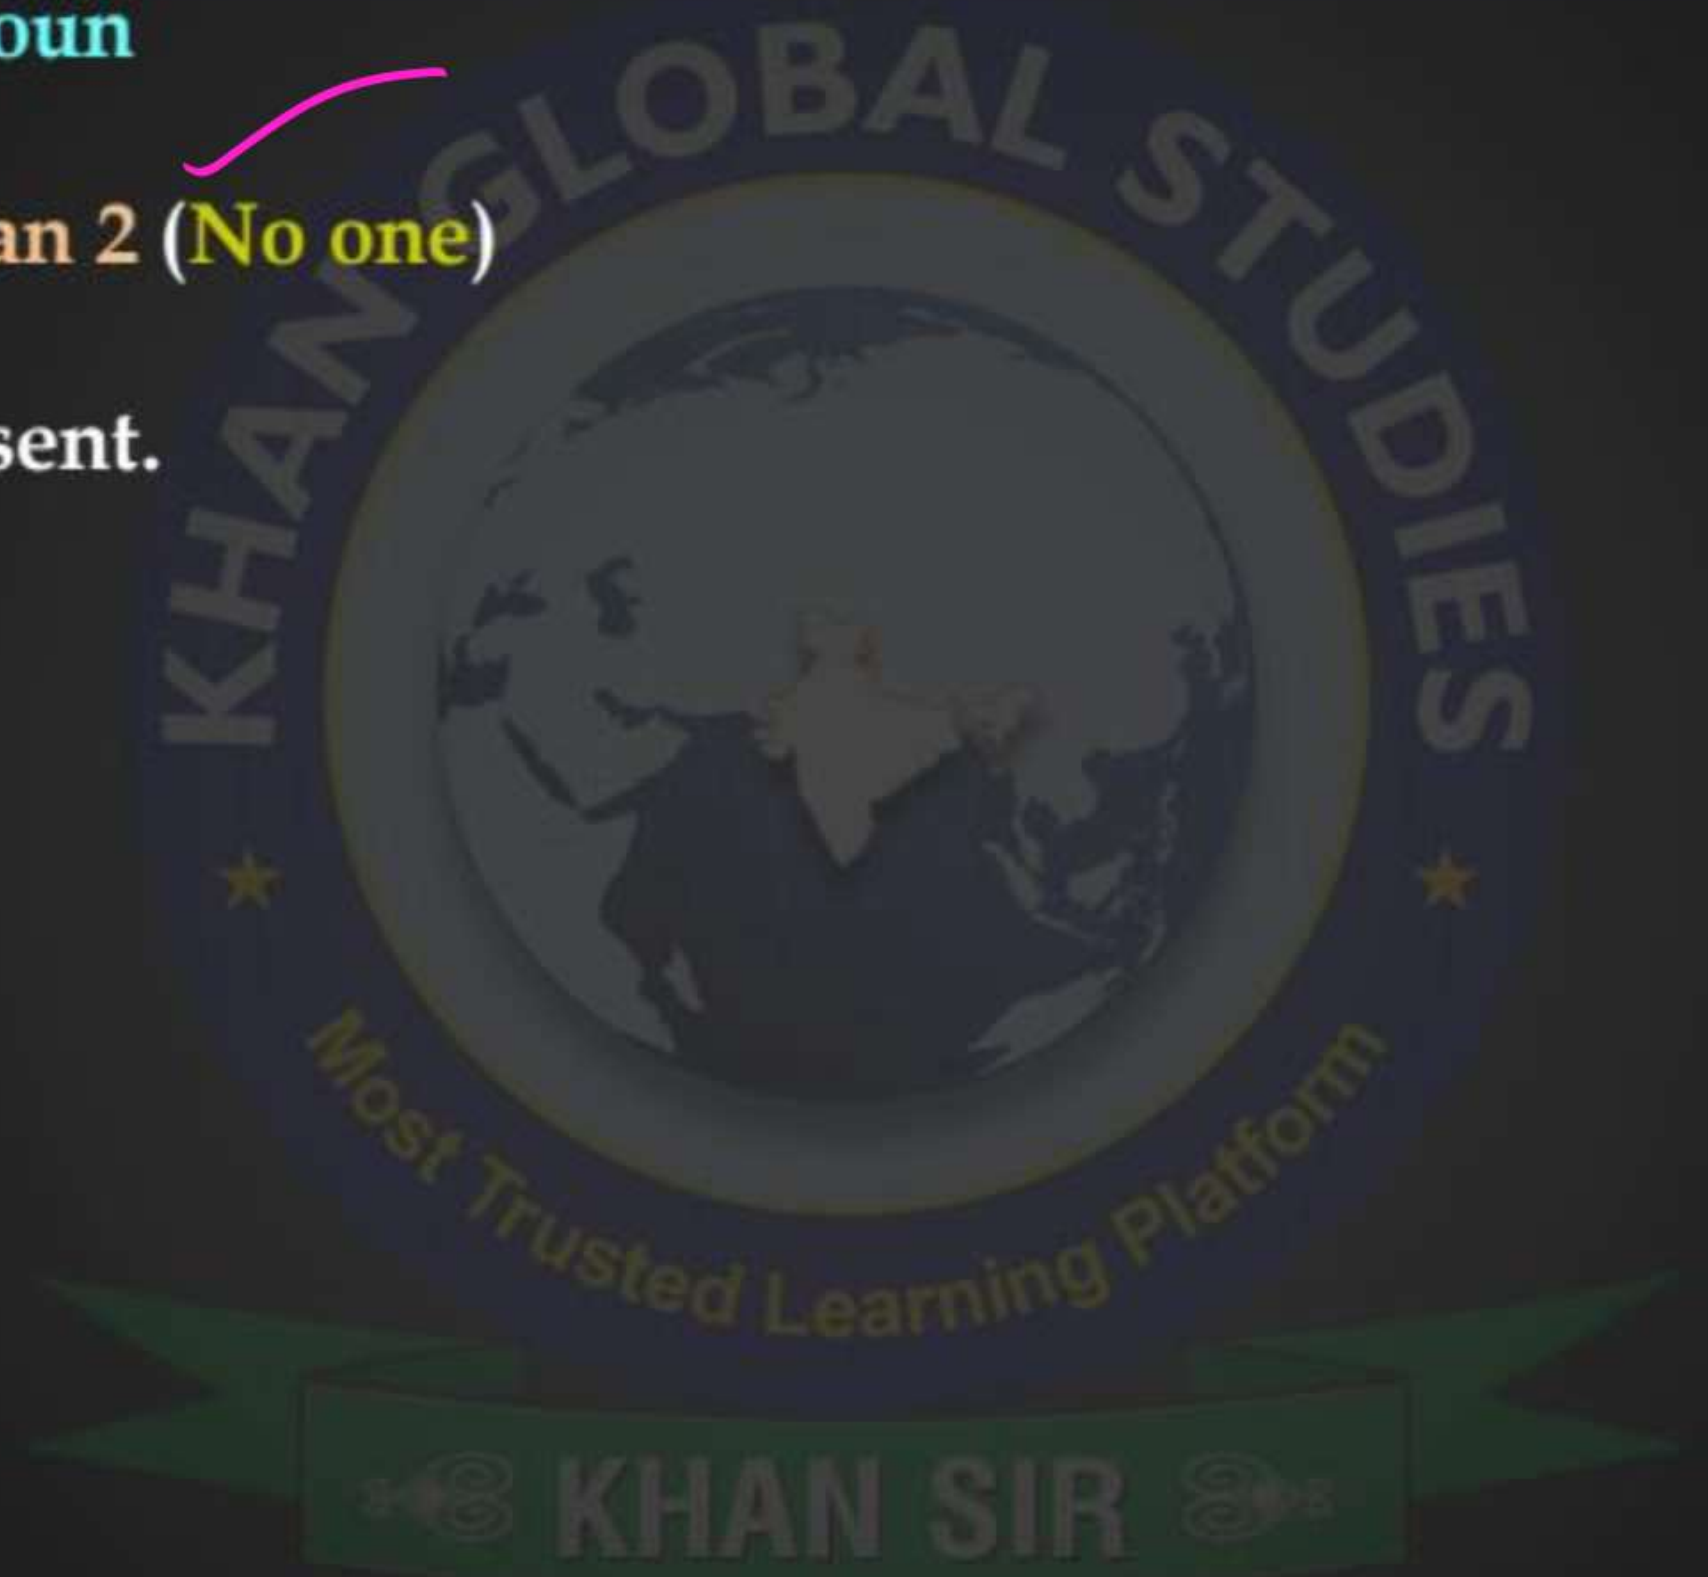 oun
an 2 (No one)
sent.
KHAN GLOBAL STUDIES
Most Trusted Learning Platform
KHAN SIR